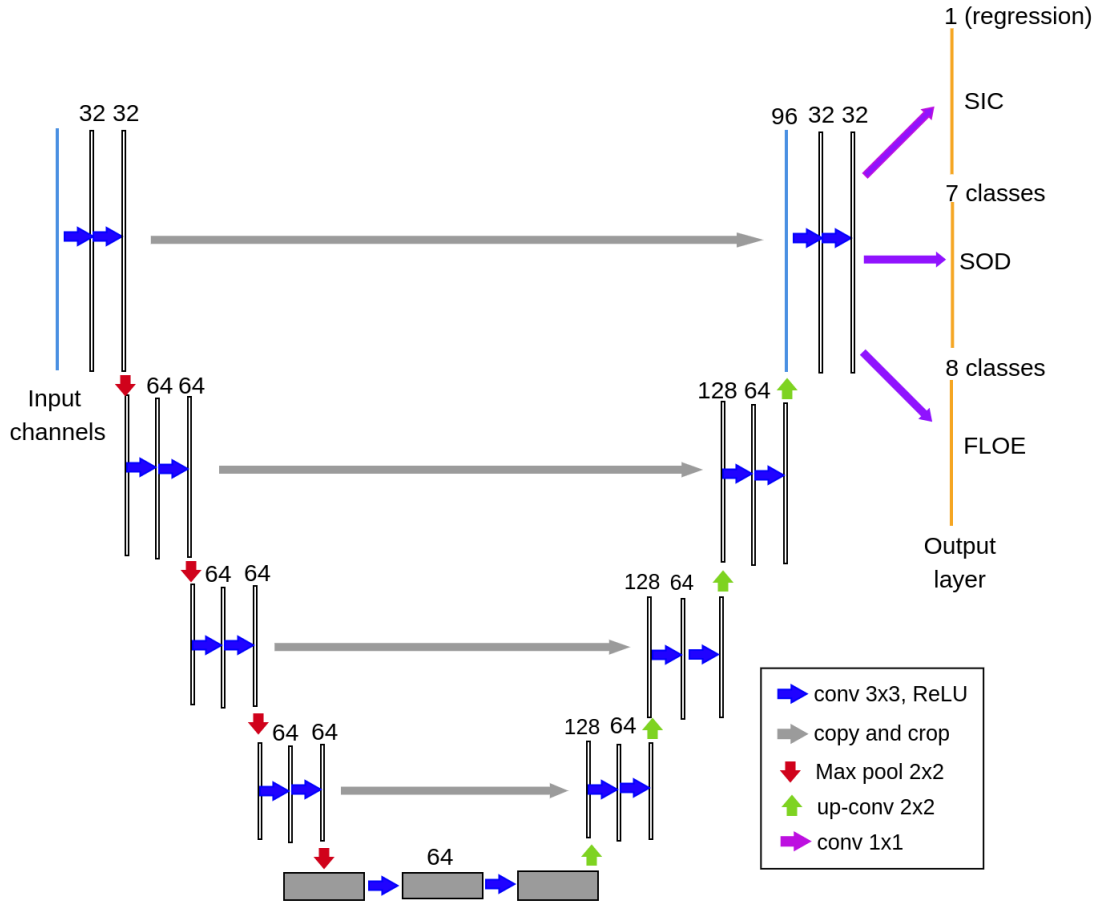 1 (regression)
SIC
32 32
96 32 32
7 classes
SOD
8 classes
FLOE
Input
channels
64 64
128 64
Output
layer
64 64
128 64
64 64
128 64
64
conv 3x3, ReLU
copy and crop
Max pool 2x2
up-conv 2x2
conv 1x1